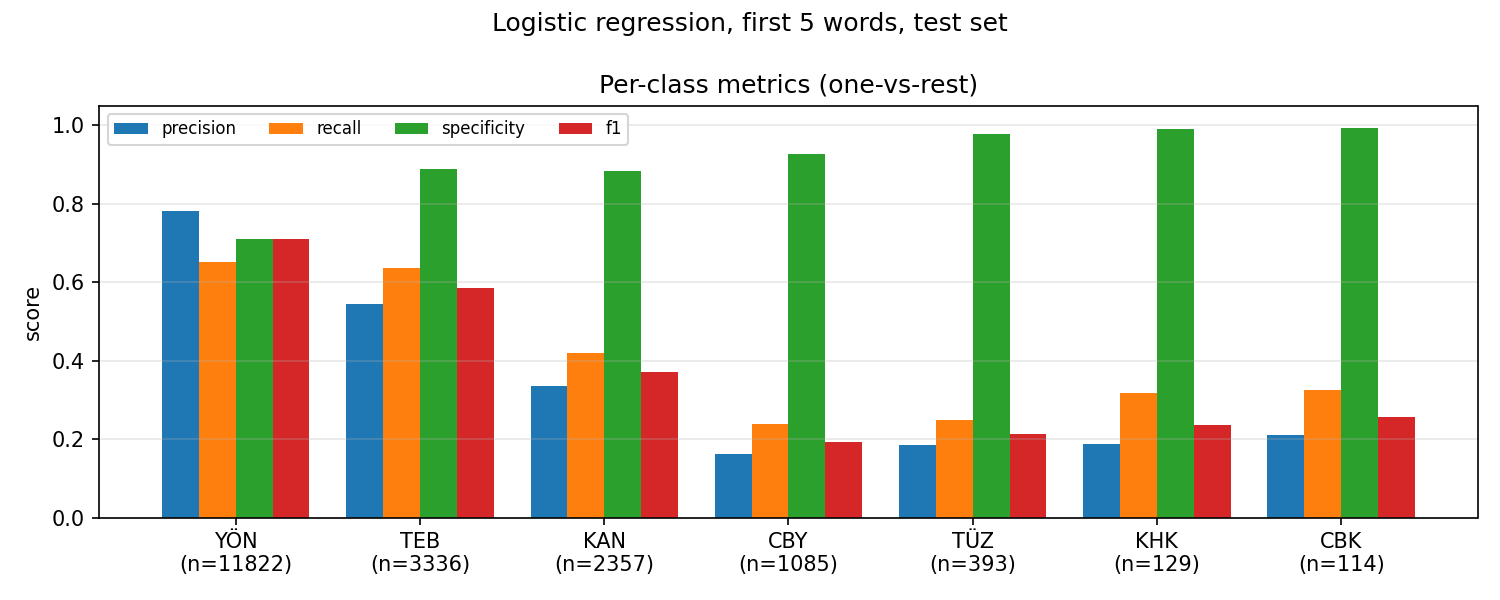 Logistic regression, first 5 words, test set
Per-class metrics (one-vs-rest)
precision recall specificity f1
1.0
0.8
0.6
0.4
0.2
0.0
score
YÖN TEB KAN CBY TÜZ KHK CBK
(n=11822) (n=3336) (n=2357) (n=1085) (n=393) (n=129) (n=114)